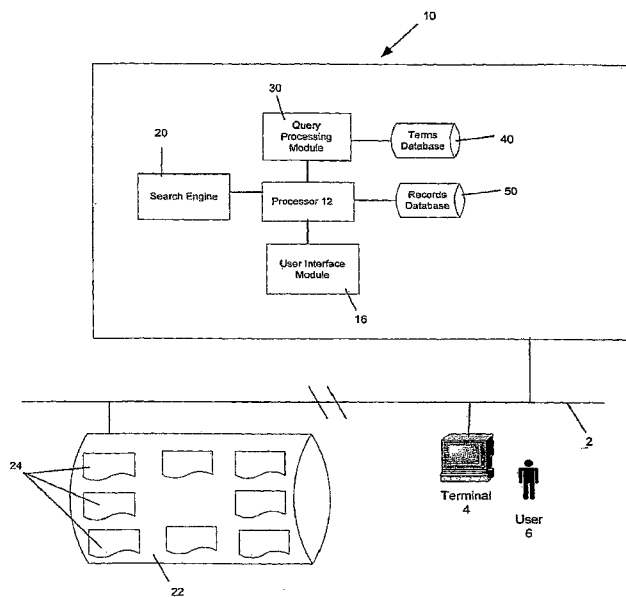 10
30
Query
Processing
Module
Terms
Database
40
20
Search Engine
Processor 12
Records
Database
50
User Interface
Module
16
2
24
Terminal
4
User
6
22